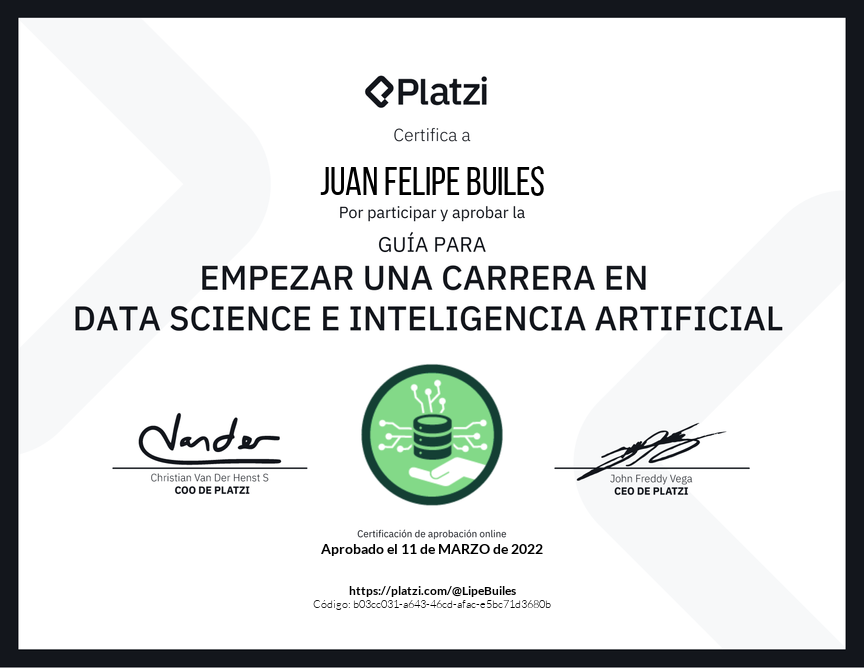 Platzi
Certifica a
JUAN FELIPE BUILES
Por participar y aprobar la
GUÍA PARA
EMPEZAR UNA CARRERA EN
DATA SCIENCE E INTELIGENCIA ARTIFICIAL
Vander
Christian Van Der Henst S
COO DE PLATZI
John Freddy Vega
CEO DE PLATZI
Certificación de aprobación online
Aprobado el 11 de MARZO de 2022
https://platzi.com/@LipeBuiles
Código: b03cc031-a643-46cd-afac-e5bc71d3680b